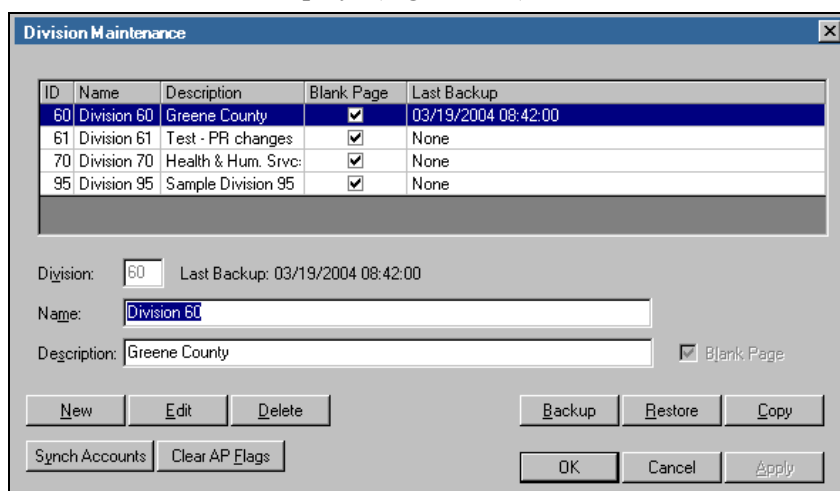 Division Maintenance
ID Name Description Blank Page Last Backup
60 Division 60 Greene County 03/19/2004 08:42:00
61 Division 61 Test - PR changes None
70 Division 70 Health & Hum. Srvc: None
95 Division 95 Sample Division 95 None
Division: 60 Last Backup: 03/19/2004 08:42:00
Name: Division 60
Description: Greene County Blank Page
New Edit Delete Backup Restore Copy
Synch Accounts Clear AP Flags OK Cancel Apply